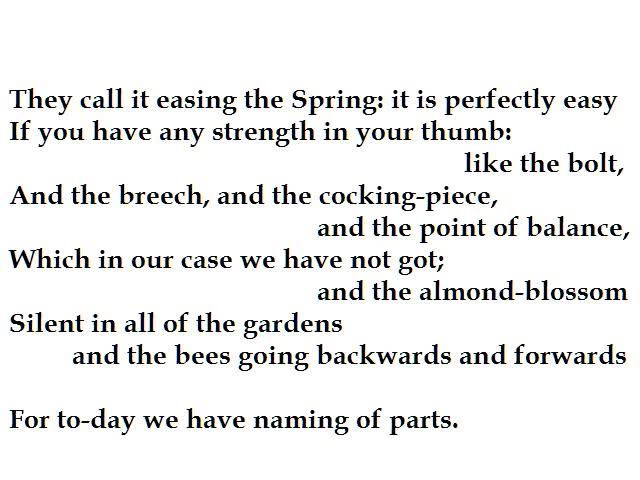 They call it easing the Spring: it is perfectly easy
If you have any strength in your thumb:
like the bolt,
And the breech, and the cocking-piece,
and the point of balance,
Which in our case we have not got;
and the almond-blossom
Silent in all of the gardens
and the bees going backwards and forwards
For to-day we have naming of parts.